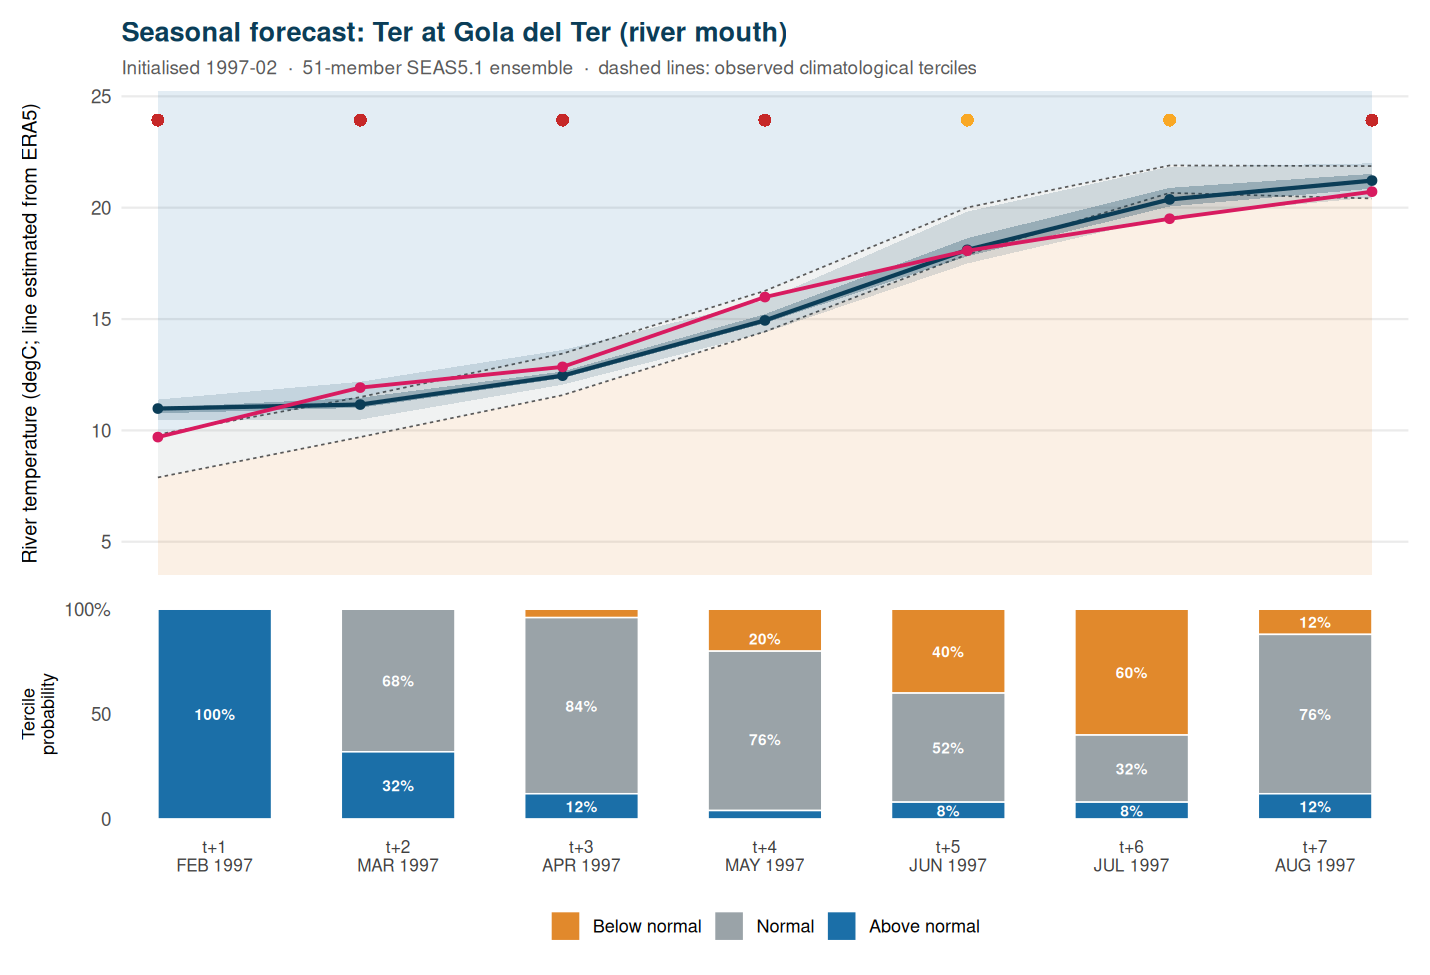 Seasonal forecast: Ter at Gola del Ter (river mouth)
Initialised 1997-02 · 51-member SEAS5.1 ensemble · dashed lines: observed climatological terciles
River temperature (degC; line estimated from ERA5)
25
20
15
10
5
Tercile
probability
100%
50
0
100%
68%
32%
84%
12%
20%
76%
40%
52%
8%
60%
32%
8%
12%
76%
12%
t+1
FEB 1997
t+2
MAR 1997
t+3
APR 1997
t+4
MAY 1997
t+5
JUN 1997
t+6
JUL 1997
t+7
AUG 1997
Below normal
Normal
Above normal